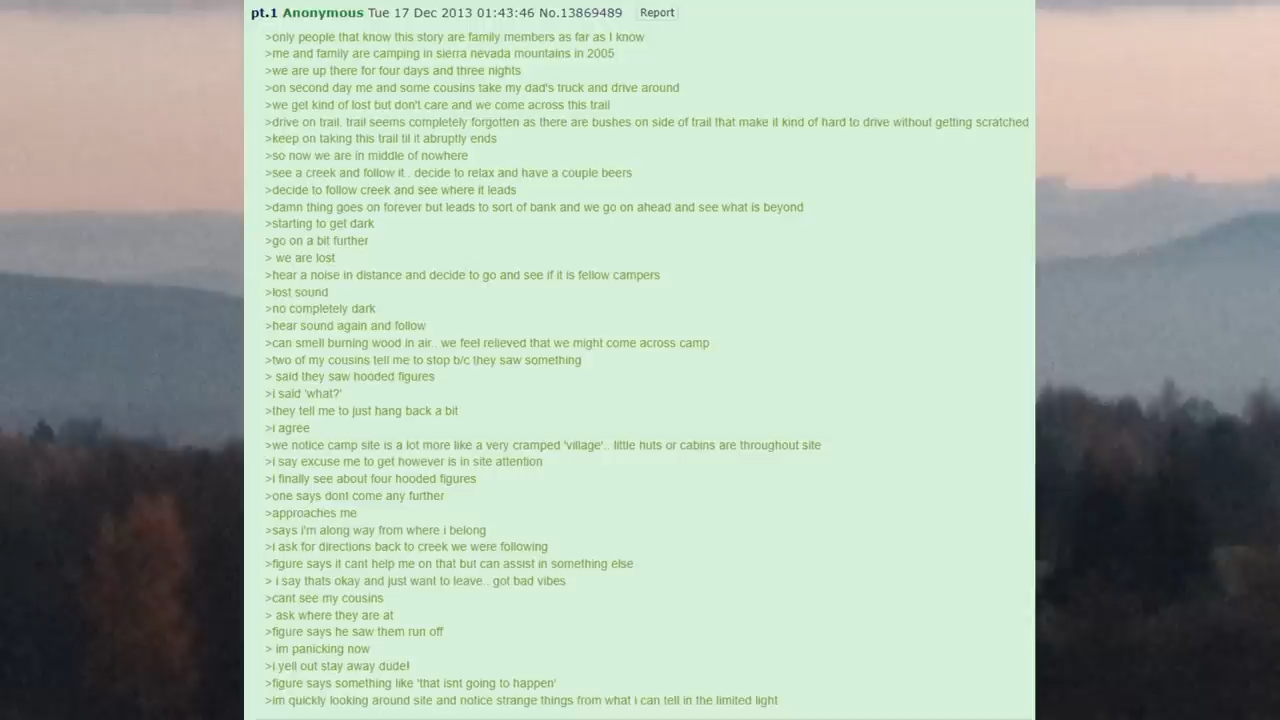 pt.1 Anonymous Tue 17 Dec 2013 01:43:46 No.13869489 Report
>only people that know this story are family members as far as I know
>me and family are camping in sierra nevada mountains in 2005
>we are up there for four days and three nights
>on second day me and some cousins take my dad's truck and drive around
>we get kind of lost but don't care and we come across this trail
>drive on trail. trail seems completely forgotten as there are bushes on side of trail that make it kind of hard to drive without getting scratched
>keep on taking this trail til it abruptly ends
>so now we are in middle of nowhere
>see a creek and follow it.. decide to relax and have a couple beers
>decide to follow creek and see where it leads
>damn thing goes on forever but leads to sort of bank and we go on ahead and see what is beyond
>starting to get dark
>go on a bit further
> we are lost
>hear a noise in distance and decide to go and see if it is fellow campers
>lost sound
>no completely dark
>hear sound again and follow
>can smell burning wood in air.. we feel relieved that we might come across camp
>two of my cousins tell me to stop b/c they saw something
> said they saw hooded figures
>i said 'what?'
>they tell me to just hang back a bit
>i agree
>we notice camp site is a lot more like a very cramped 'village'.. little huts or cabins are throughout site
>i say excuse me to get however is in site attention
>i finally see about four hooded figures
>one says dont come any further
>approaches me
>says i'm along way from where i belong
>i ask for directions back to creek we were following
>figure says it cant help me on that but can assist in something else
> i say thats okay and just want to leave.. got bad vibes
>cant see my cousins
> ask where they are at
>figure says he saw them run off
> im panicking now
>i yell out stay away dude!
>figure says something like 'that isnt going to happen'
>im quickly looking around site and notice strange things from what i can tell in the limited light